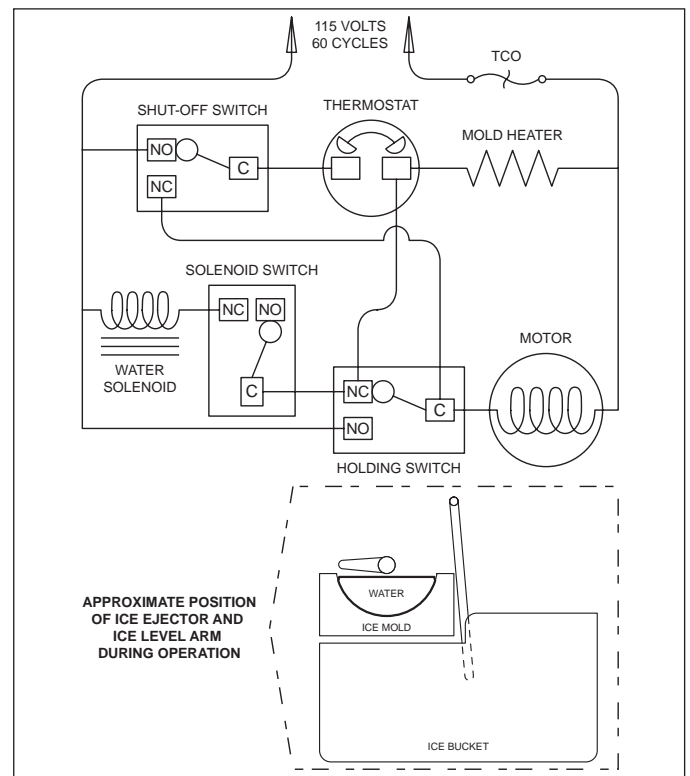 115 VOLTS
60 CYCLES
TCO
SHUT-OFF SWITCH
THERMOSTAT
MOLD HEATER
NO
C
NC
SOLENOID SWITCH
NC
NO
MOTOR
WATER
SOLENOID
C
NC
C
NO
HOLDING SWITCH
APPROXIMATE POSITION
OF ICE EJECTOR AND
ICE LEVEL ARM
DURING OPERATION
WATER
ICE MOLD
ICE BUCKET